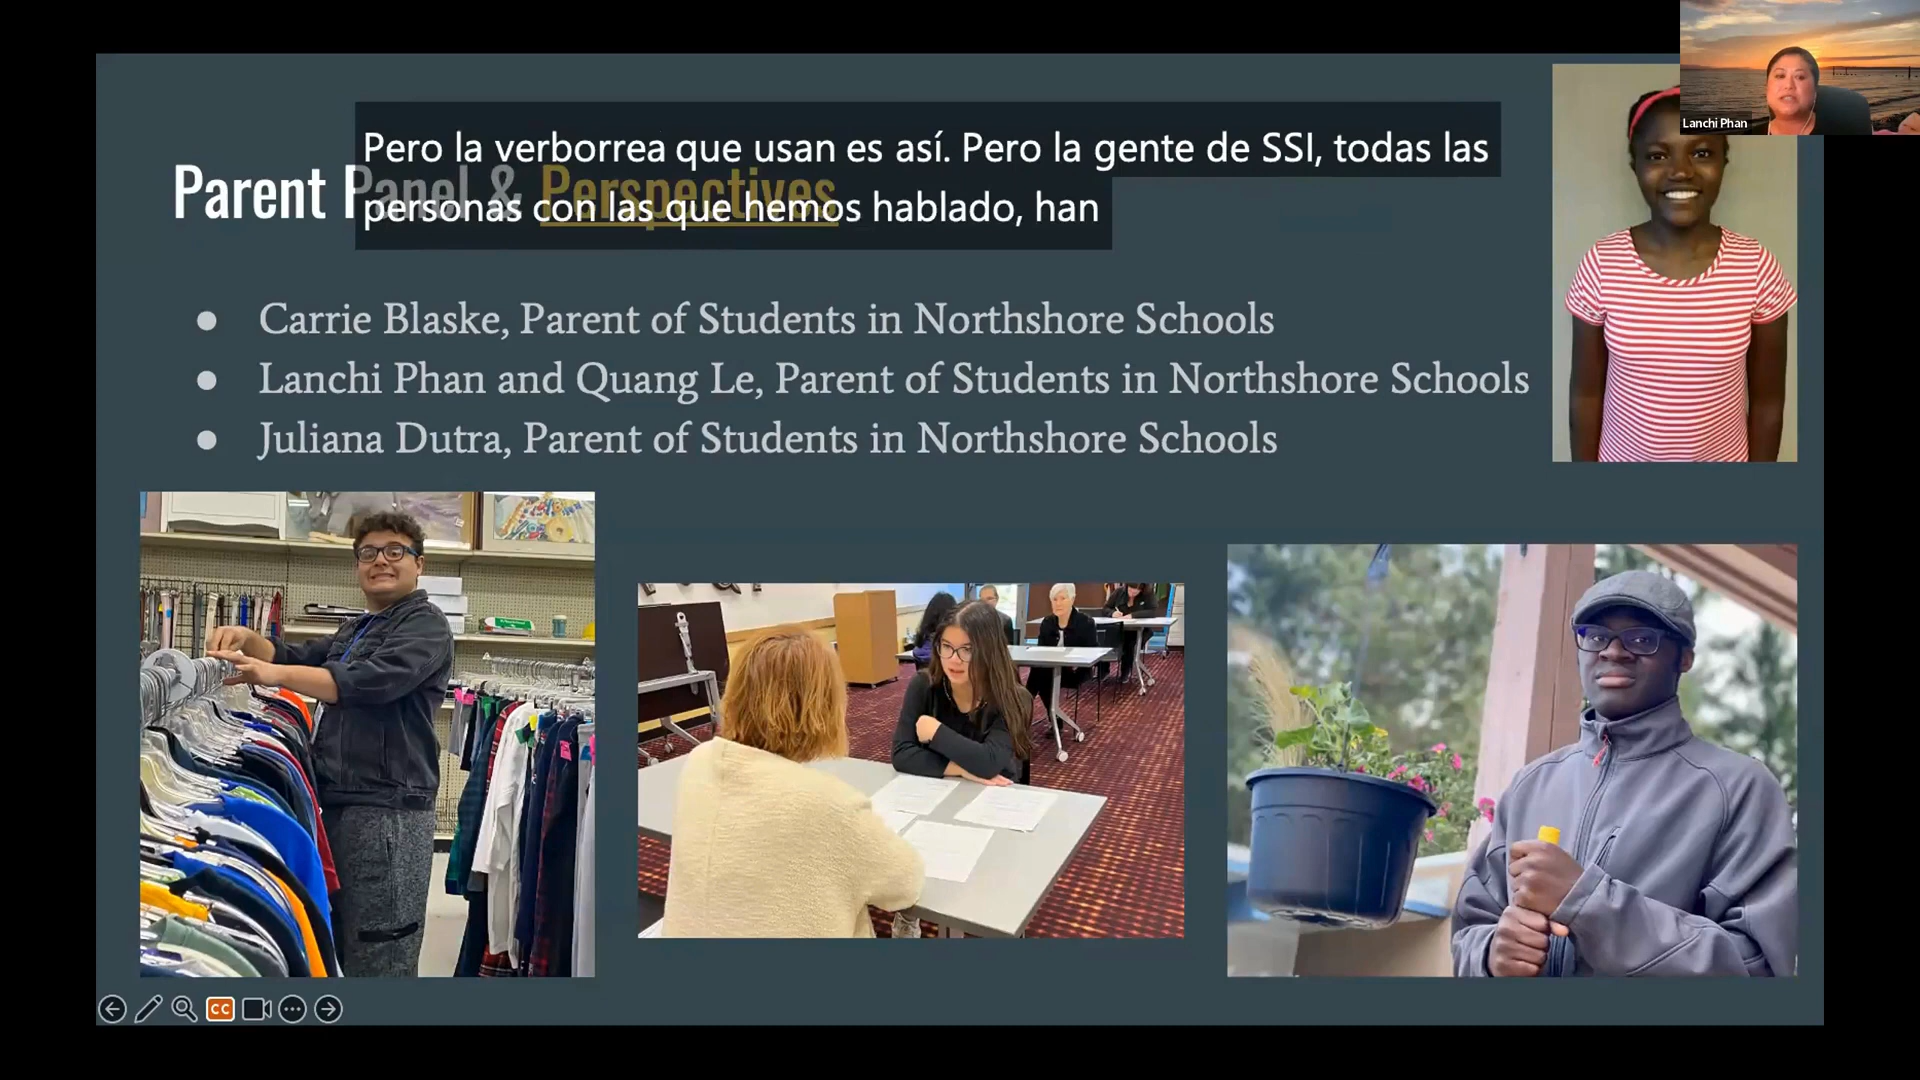 Lanchi Phan
Pero la verborrea que usan es así. Pero la gente de SSI, todas las
personas con las que hemos hablado, han
Parent Panel & Perspectives
● Carrie Blaske, Parent of Students in Northshore Schools
● Lanchi Phan and Quang Le, Parent of Students in Northshore Schools
● Juliana Dutra, Parent of Students in Northshore Schools
CC